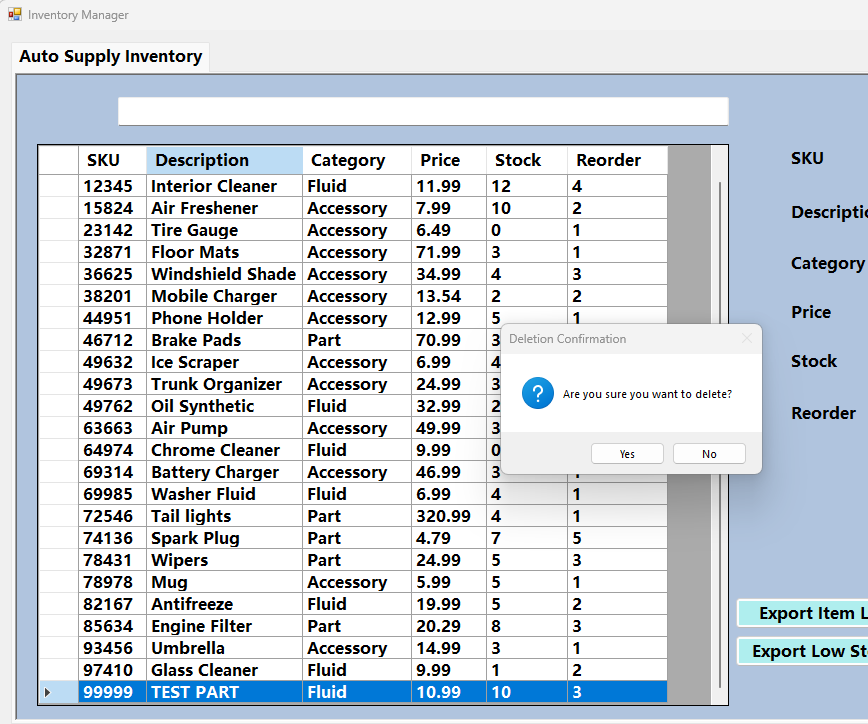 Inventory Manager
Auto Supply Inventory
SKU Description Category Price Stock Reorder
12345 Interior Cleaner Fluid 11.99 12 4
15824 Air Freshener Accessory 7.99 10 2
23142 Tire Gauge Accessory 6.49 0 1
32871 Floor Mats Accessory 71.99 3 1
36625 Windshield Shade Accessory 34.99 4 3
38201 Mobile Charger Accessory 13.54 2 2
44951 Phone Holder Accessory 12.99 5 1
46712 Brake Pads Part 70.99 3
49632 Ice Scraper Accessory 6.99 4
49673 Trunk Organizer Accessory 24.99 3
49762 Oil Synthetic Fluid 32.99 2
63663 Air Pump Accessory 49.99 3
64974 Chrome Cleaner Fluid 9.99 0
69314 Battery Charger Accessory 46.99 3
69985 Washer Fluid Fluid 6.99 4 1
72546 Tail lights Part 320.99 4 1
74136 Spark Plug Part 4.79 7 5
78431 Wipers Part 24.99 5 3
78978 Mug Accessory 5.99 5 1
82167 Antifreeze Fluid 19.99 5 2
85634 Engine Filter Part 20.29 8 3
93456 Umbrella Accessory 14.99 3 1
97410 Glass Cleaner Fluid 9.99 1 2
99999 TEST PART Fluid 10.99 10 3
Deletion Confirmation
Are you sure you want to delete?
Yes No
SKU
Descriptio
Category
Price
Stock
Reorder
Export Item L
Export Low St